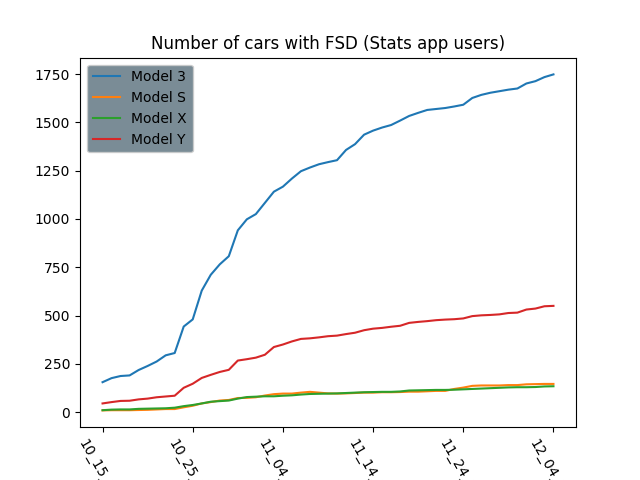 Number of cars with FSD (Stats app users)
Model 3
Model S
Model X
Model Y
1750
1500
1250
1000
750
500
250
0
10_15.
10_25.
11_04.
11_14.
11_24.
12_04.